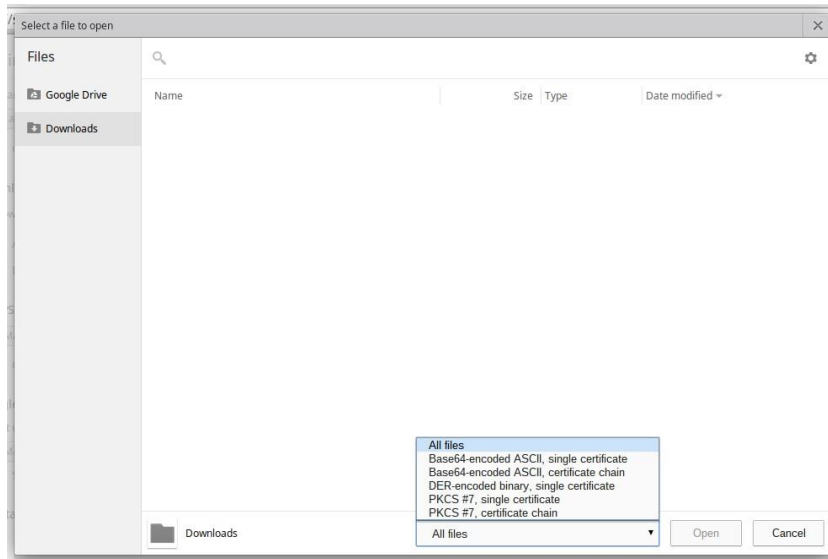 Select a file to open
Files
Google Drive
Name Size Type Date modified
Downloads
All files
Base64-encoded ASCII, single certificate
Base64-encoded ASCII, certificate chain
DER-encoded binary, single certificate
PKCS #7, single certificate
PKCS #7, certificate chain
Downloads All files Open Cancel